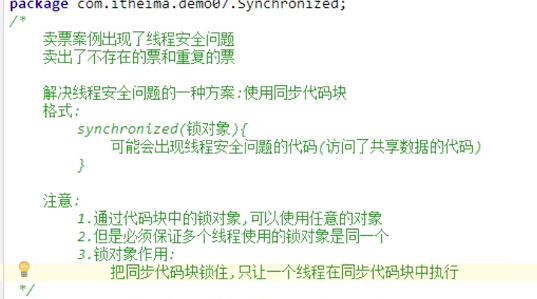 package com.itheima.demo07.Synchronized;
/*
卖票案例出现了线程安全问题
卖出了不存在的票和重复的票
解决线程安全问题的一种方案:使用同步代码块
格式:
synchronized(锁对象){
可能会出现线程安全问题的代码(访问了共享数据的代码)
}
注意:
1.通过代码块中的锁对象,可以使用任意的对象
2.但是必须保证多个线程使用的锁对象是同一个
3.锁对象作用:
把同步代码块锁住,只让一个线程在同步代码块中执行
*/